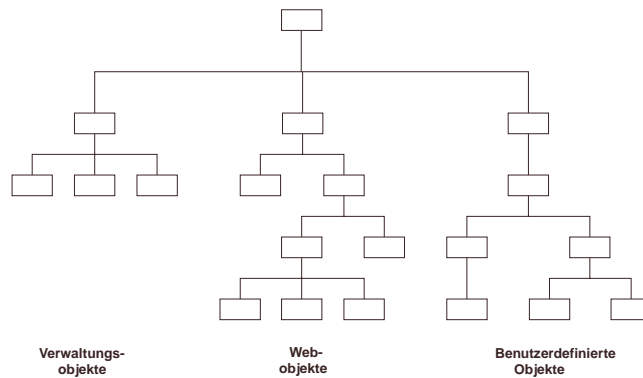 Verwaltungs-
objekte
Web-
objekte
Benutzerdefinierte
Objekte